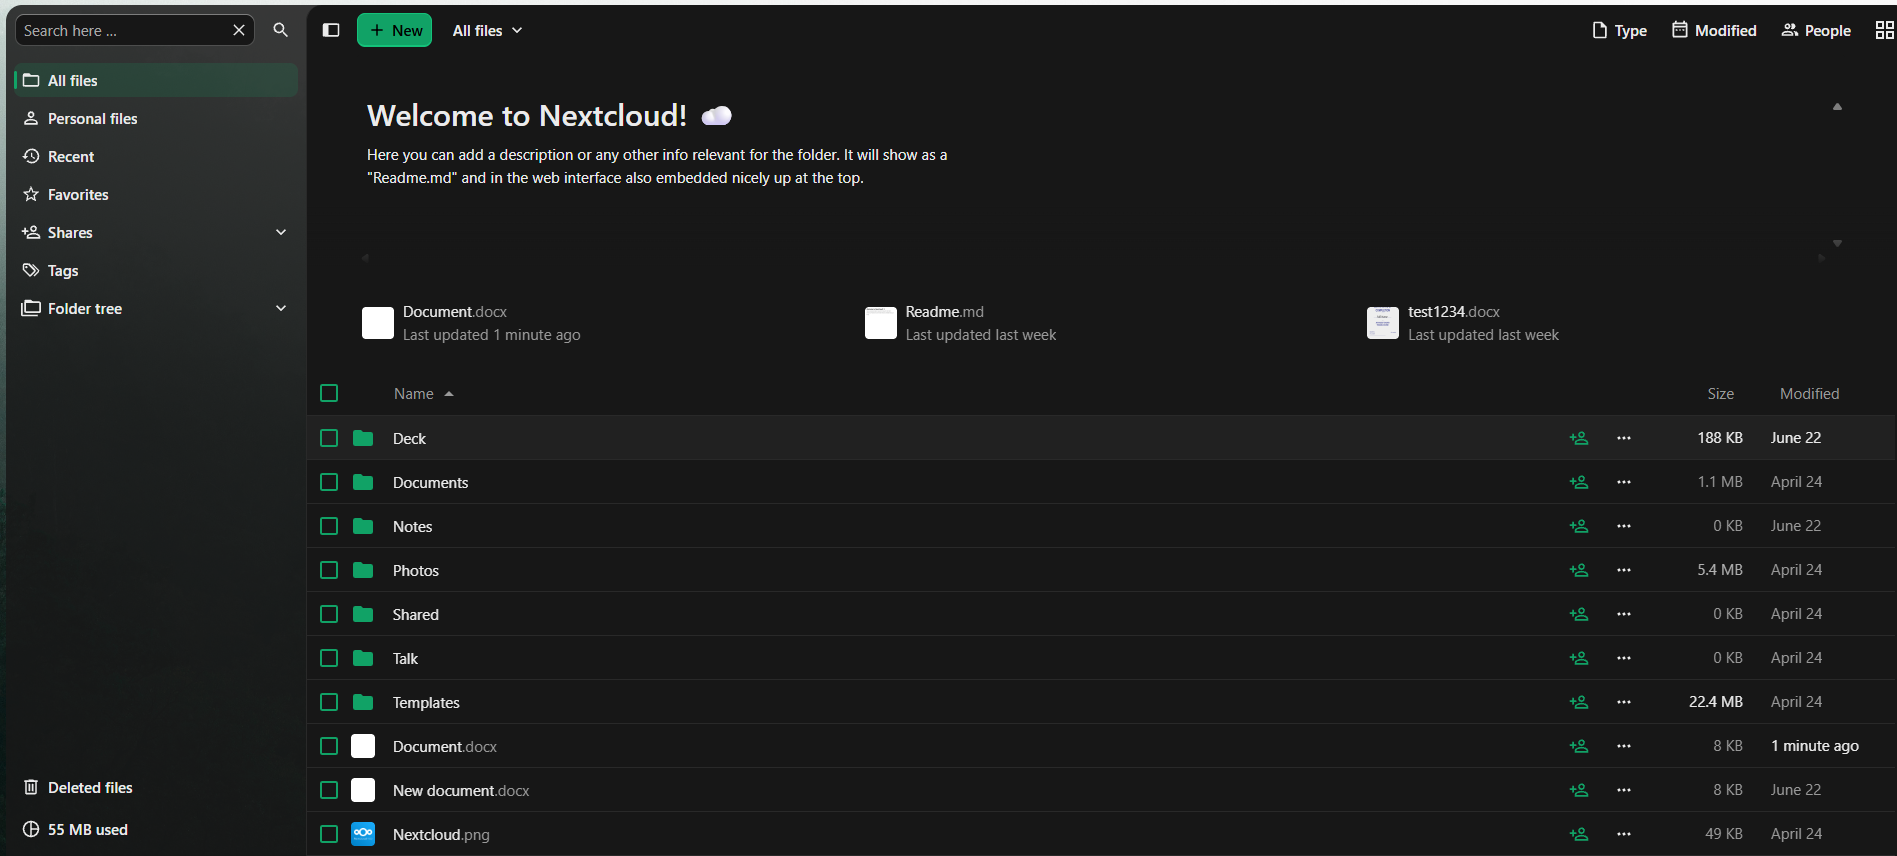 Search here ...
New
All files
Type
Modified
People
All files
Personal files
Recent
Favorites
Shares
Tags
Folder tree
Deleted files
55 MB used
Welcome to Nextcloud!
Here you can add a description or any other info relevant for the folder. It will show as a
"Readme.md" and in the web interface also embedded nicely up at the top.
Document.docx
Last updated 1 minute ago
Readme.md
Last updated last week
test1234.docx
Last updated last week
Name Size Modified
Deck 188 KB June 22
Documents 1.1 MB April 24
Notes 0 KB June 22
Photos 5.4 MB April 24
Shared 0 KB April 24
Talk 0 KB April 24
Templates 22.4 MB April 24
Document.docx 8 KB 1 minute ago
New document.docx 8 KB June 22
Nextcloud.png 49 KB April 24